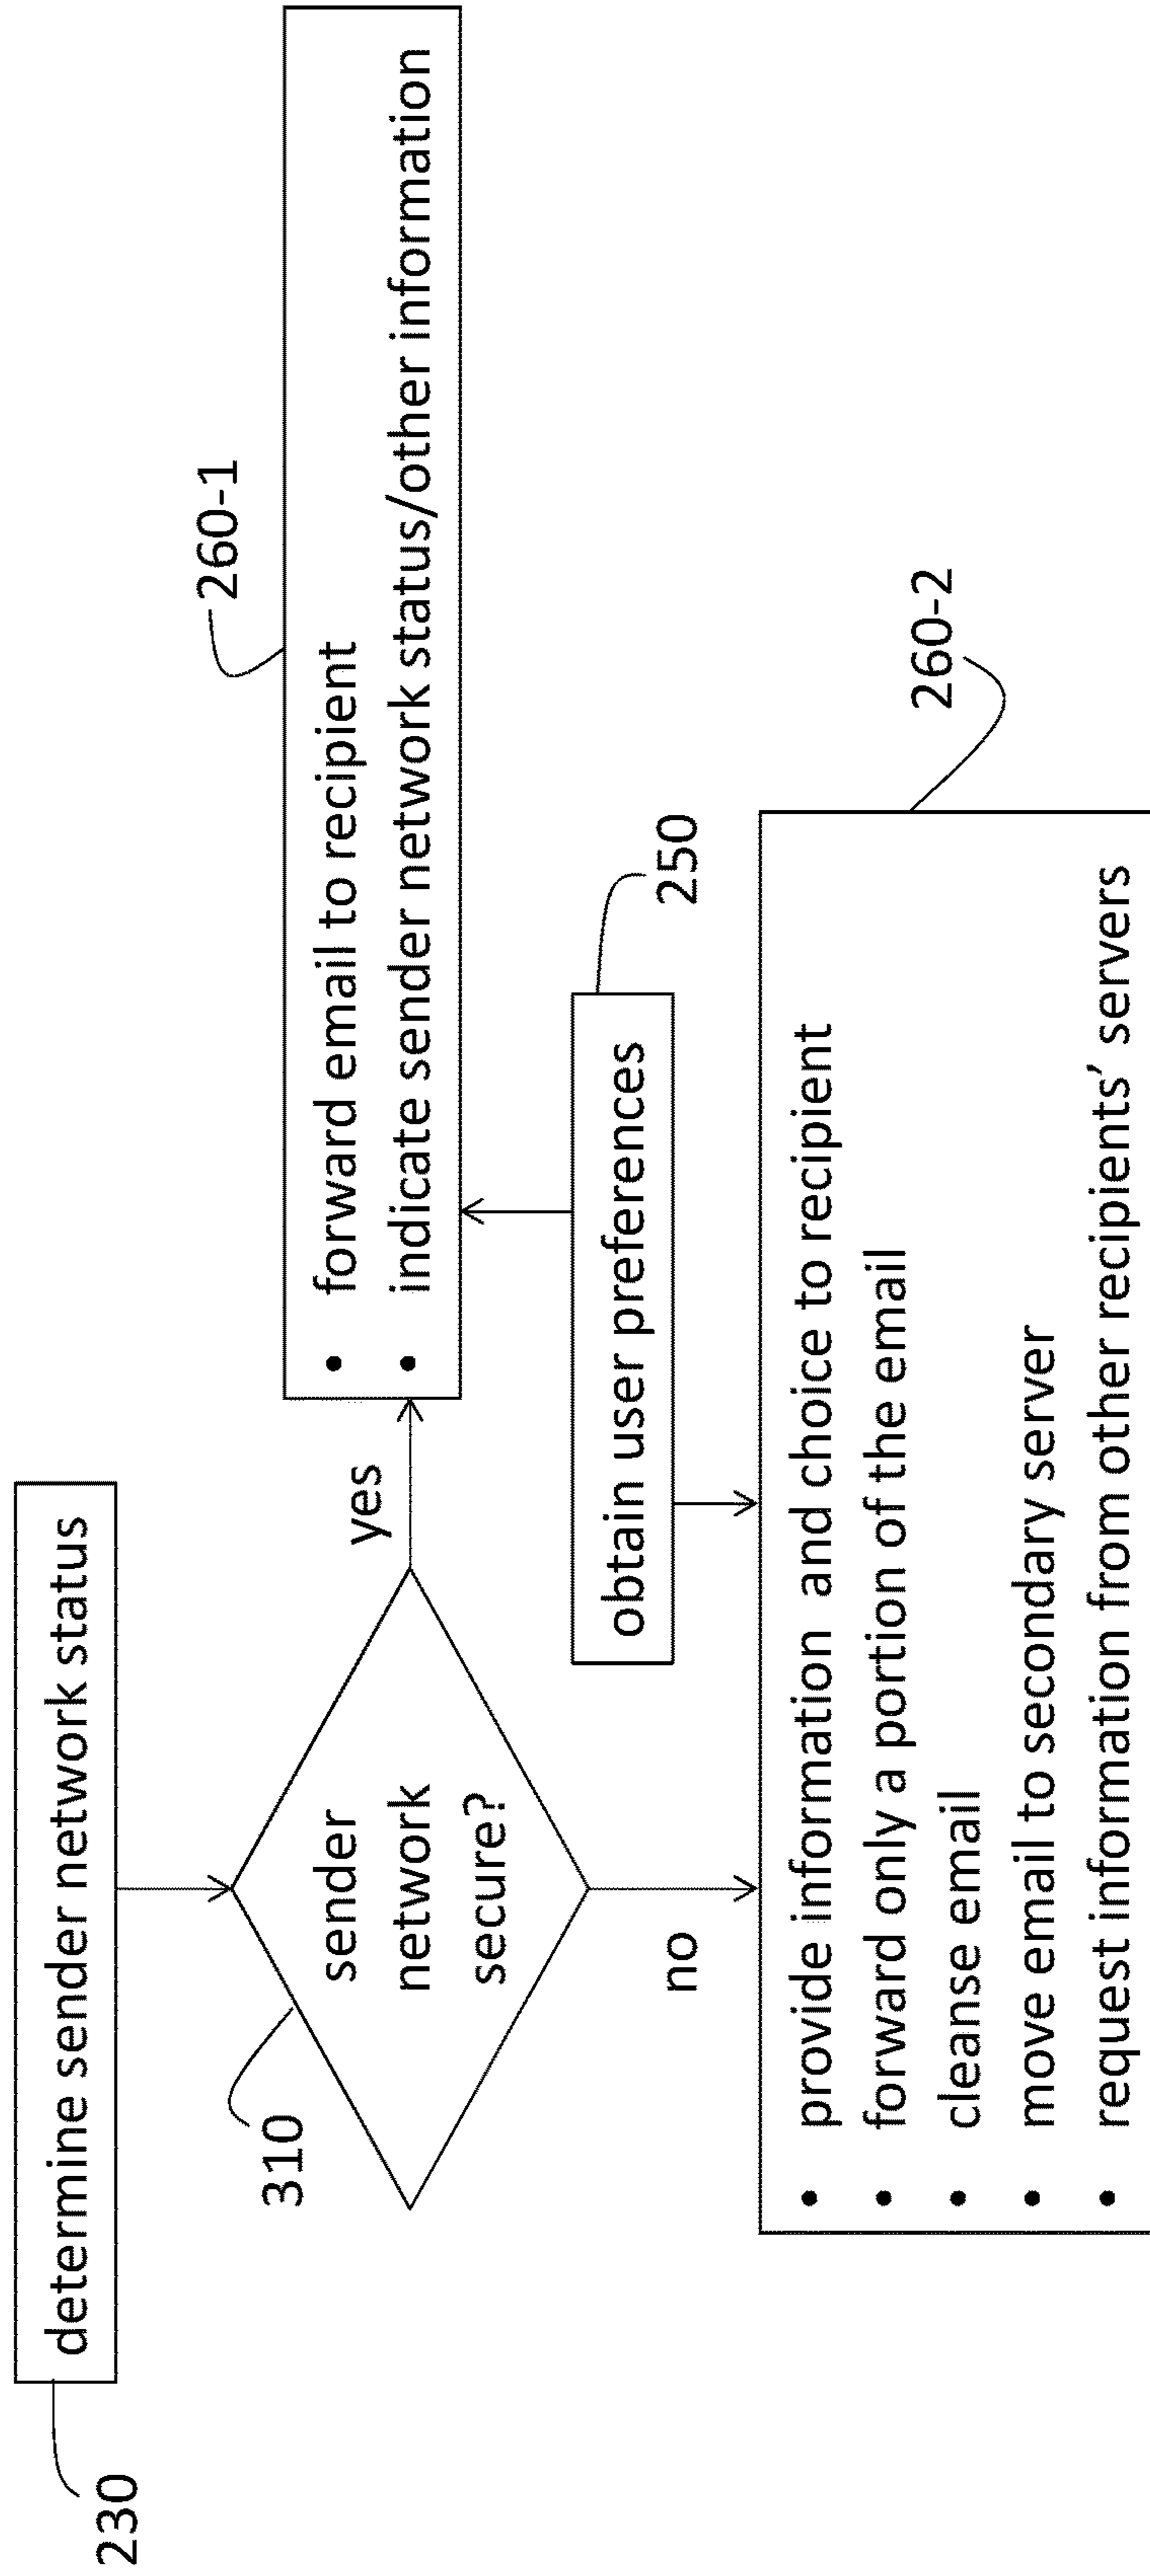 230
determine sender network status
310
sender
network
secure?
yes
no
260-1
• forward email to recipient
• indicate sender network status/other information
obtain user preferences
250
260-2
• provide information and choice to recipient
• forward only a portion of the email
• cleanse email
• move email to secondary server
• request information from other recipients’ servers